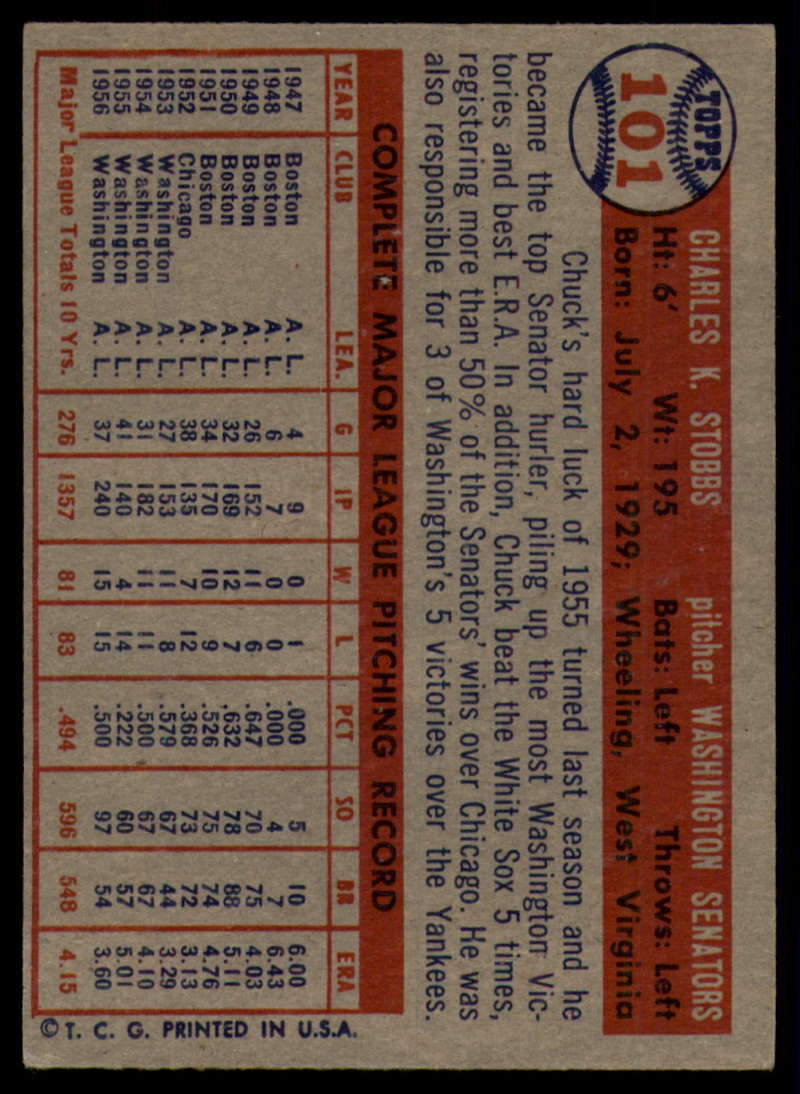 TOPPS
101
CHARLES K. STOBBS pitcher WASHINGTON SENATORS
Ht: 6' Wt: 195 Bats: Left Throws: Left
Born: July 2, 1929; Wheeling, West Virginia
Chuck's hard luck of 1955 turned last season and he
became the top Senator hurler, piling up the most Washington Vic-
tories and best E.R.A. In addition, Chuck beat the White Sox 5 times,
registering more than 50% of the Senators' wins over Chicago. He was
also responsible for 3 of Washington's 5 victories over the Yankees.
COMPLETE MAJOR LEAGUE PITCHING RECORD
YEAR CLUB LEA. G IP W L PCT SO BR ERA
1947 Boston A. L. 4 9 0 1 .000 5 10 6.00
1948 Boston A. L. 6 7 0 0 .000 4 7 6.43
1949 Boston A. L. 26 152 11 6 .647 70 75 4.03
1950 Boston A. L. 32 169 12 7 .632 78 88 5.11
1951 Boston A. L. 34 170 10 9 .526 75 74 4.76
1952 Chicago A. L. 38 135 7 12 .368 73 72 3.13
1953 Washington A. L. 27 153 11 8 .579 67 44 3.29
1954 Washington A. L. 31 182 11 11 .500 67 67 4.10
1955 Washington A. L. 41 140 4 14 .222 60 57 5.01
1956 Washington A. L. 37 240 15 15 .500 97 54 3.60
Major League Totals 10 Yrs. 276 1357 81 83 .494 596 548 4.15
© T. C. G. PRINTED IN U.S.A.